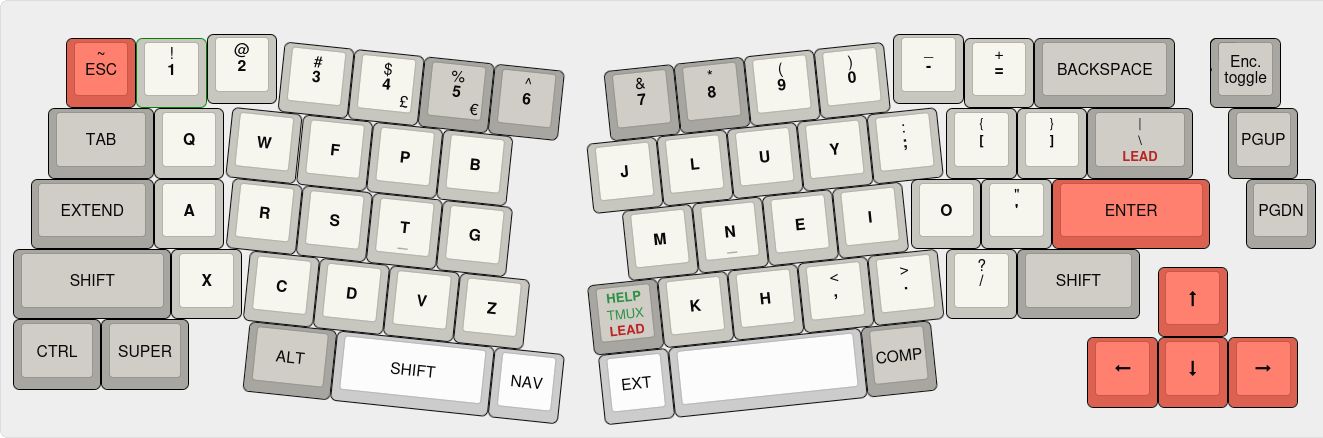 ~
ESC
!
1
@
2
#
3
$
4
£
%
5
€
^
6
&
7
*
8
(
9
)
0
_
-
+
=
BACKSPACE
Enc.
toggle
TAB
Q
W
F
P
B
J
L
U
Y
:
;
{
[
}
]
|
\
LEAD
PGUP
EXTEND
A
R
S
T
_
G
M
N
_
E
I
O
"
'
ENTER
PGDN
SHIFT
X
C
D
V
Z
HELP
TMUX
LEAD
K
H
<
,
>
.
?
/
SHIFT
↑
CTRL
SUPER
ALT
SHIFT
NAV
EXT
COMP
←
↓
→